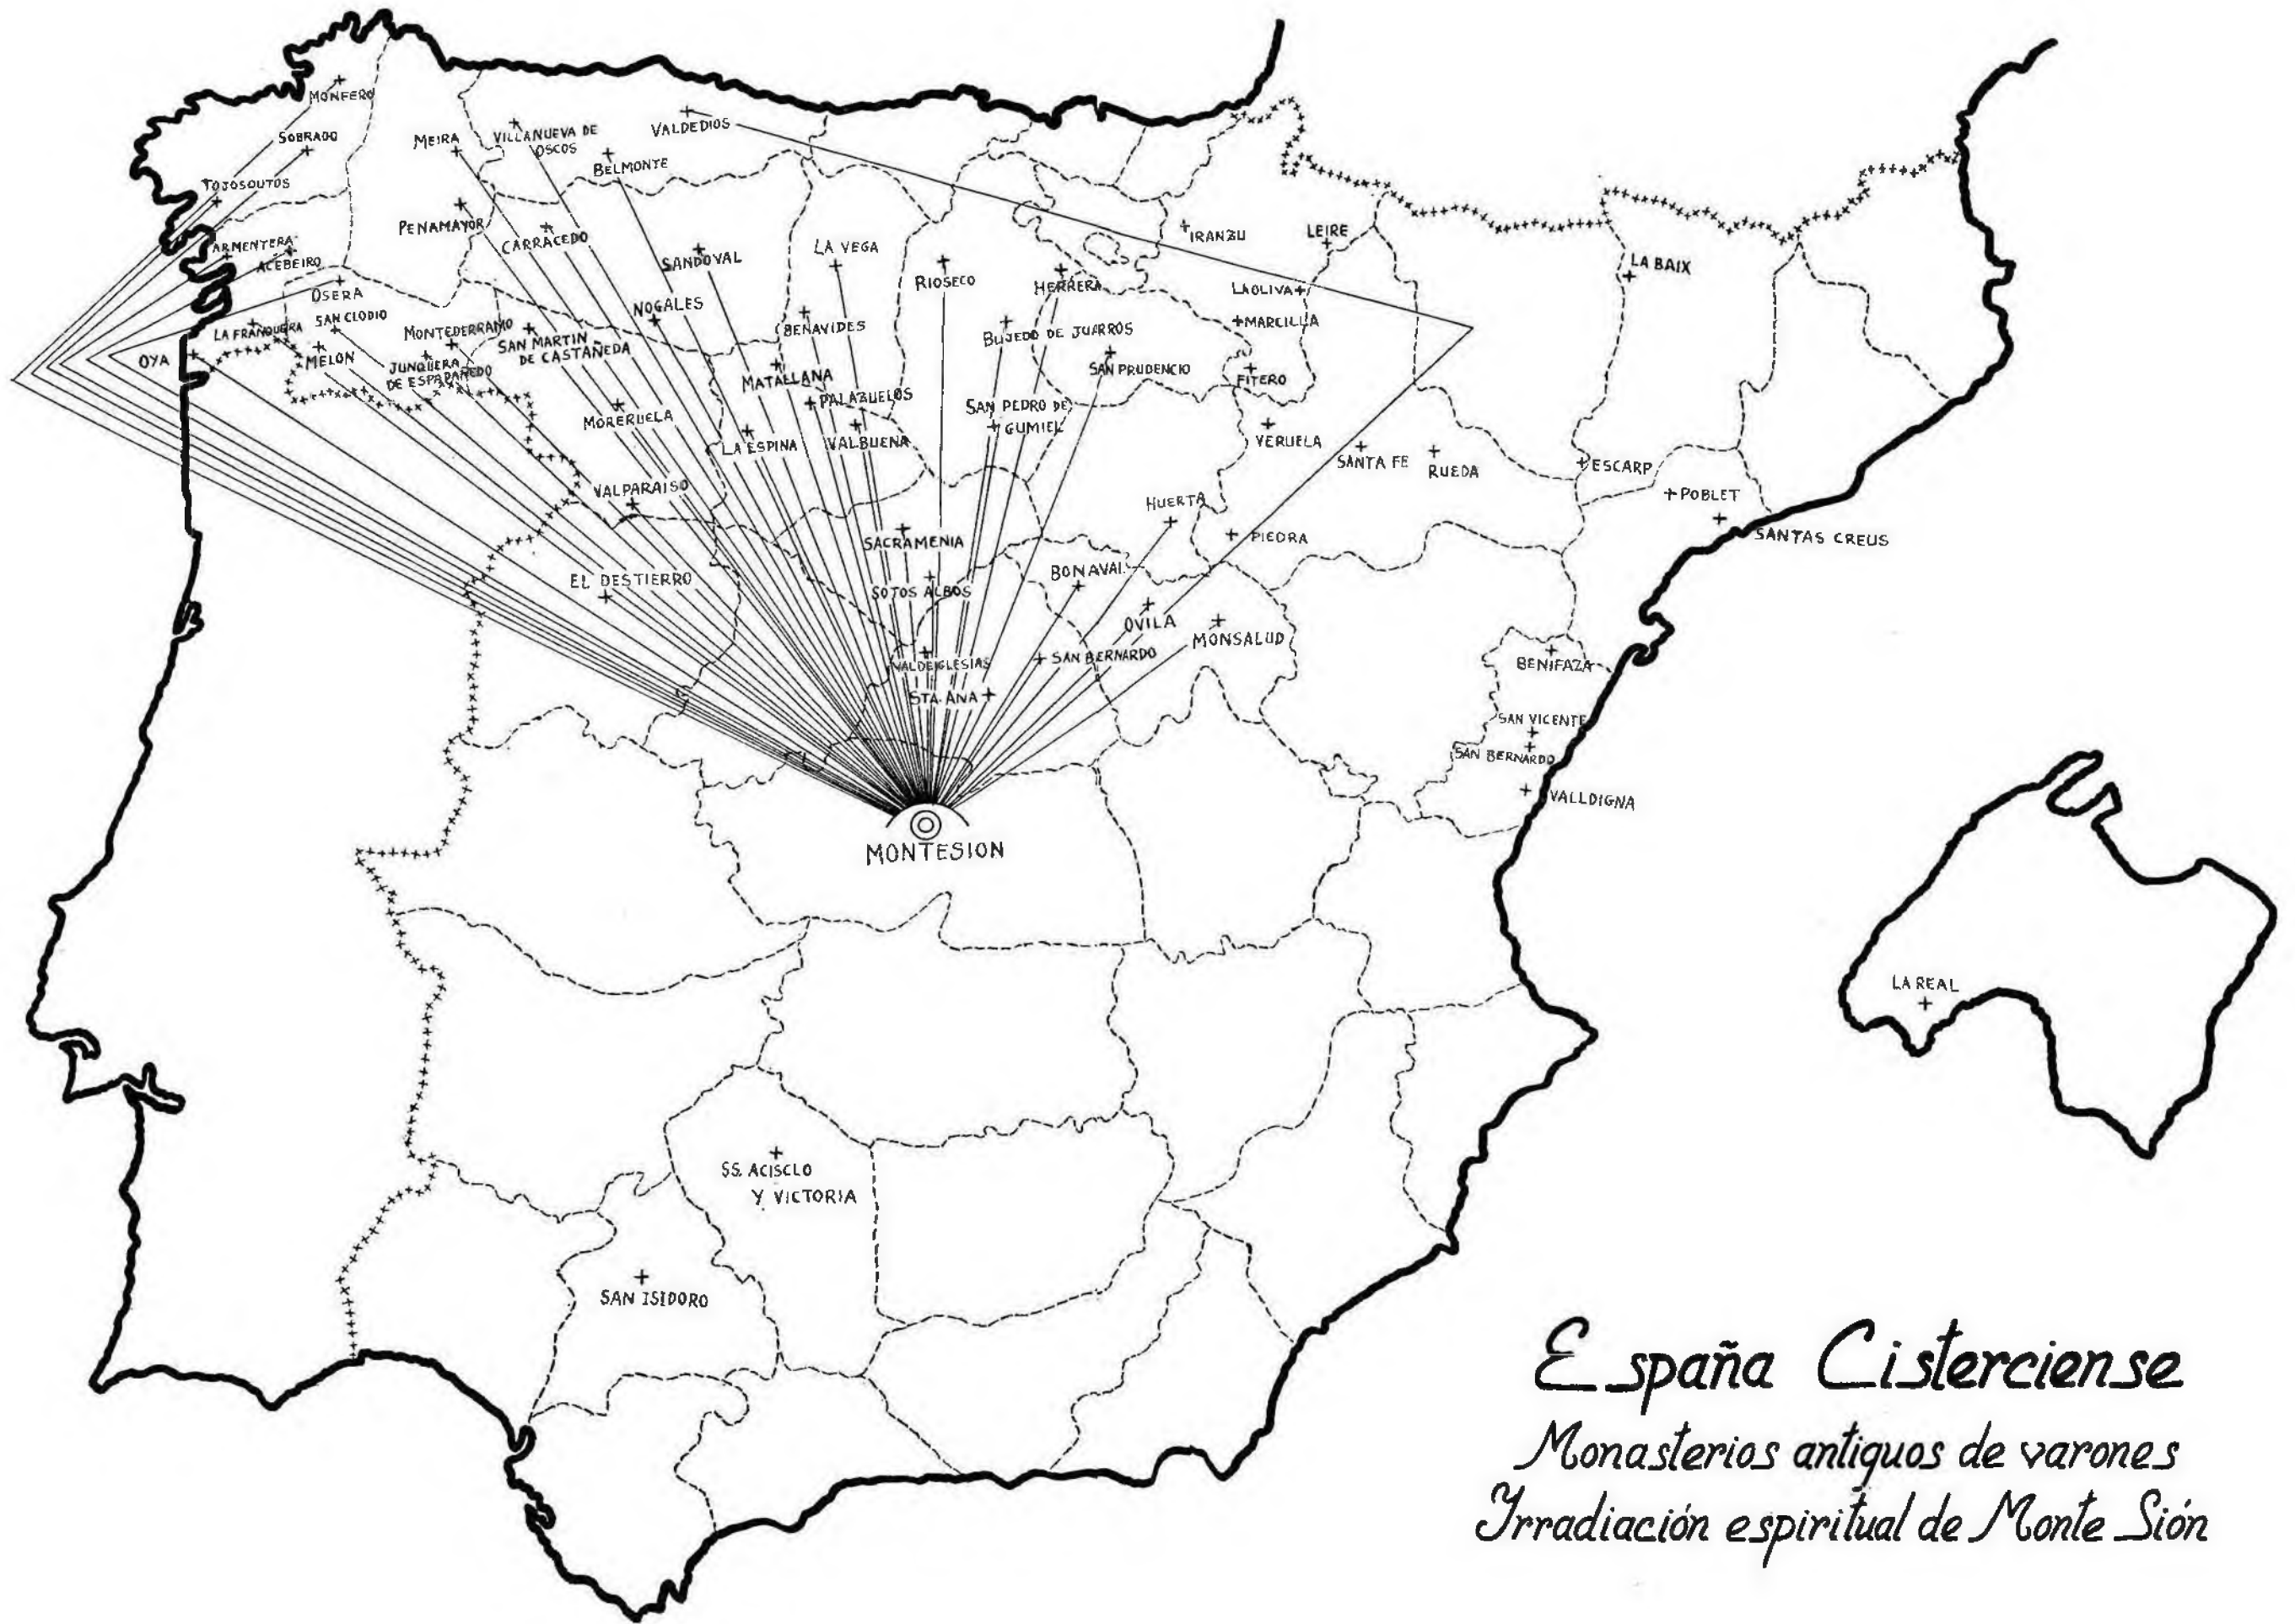 MONFERO
SOBRADO
TOJOSOUTOS
ARMENTERA
ACEBEIRO
OSERA
LA FRANQUERA
SAN CLODIO
OYA
MELON
MEIRA
VILLANUEVA DE
OSCOS
BELMONTE
VALDEDIOS
PENAMAYOR
CARRACEDO
SANDOVAL
LA VEGA
RIOSECO
HERRERA
IRANZU
LEIRE
LA BAIX
LA OLIVA
MARCILLA
NOGALES
MONTEDERRAMO
SAN MARTIN
DE CASTAÑEDA
JUNQUERA
DE ESPADAÑEDO
BENAVIDES
BUJEDO DE JUARROS
SAN PRUDENCIO
FITERO
MATALLANA
PALAZUELOS
MORERUELA
LA ESPINA
VALBUENA
SAN PEDRO DE
GUMIEL
VERUELA
SANTA FE
RUEDA
ESCARP
POBLET
SANTAS CREUS
VALPARAISO
HUERTA
PIEDRA
SACRAMENIA
EL DESTIERRO
SOTOS ALBOS
BONAVAL
OVILA
MONSALUD
VALDEIGLESIAS
SAN BERNARDO
STA. ANA
BENIFAZA
SAN VICENTE
SAN BERNARDO
VALLDIGNA
MONTESION
LA REAL
SS. ACISCLO
Y VICTORIA
SAN ISIDORO
España Cisterciense
Monasterios antiguos de varones
Yrradiación espiritual de Monte Sión